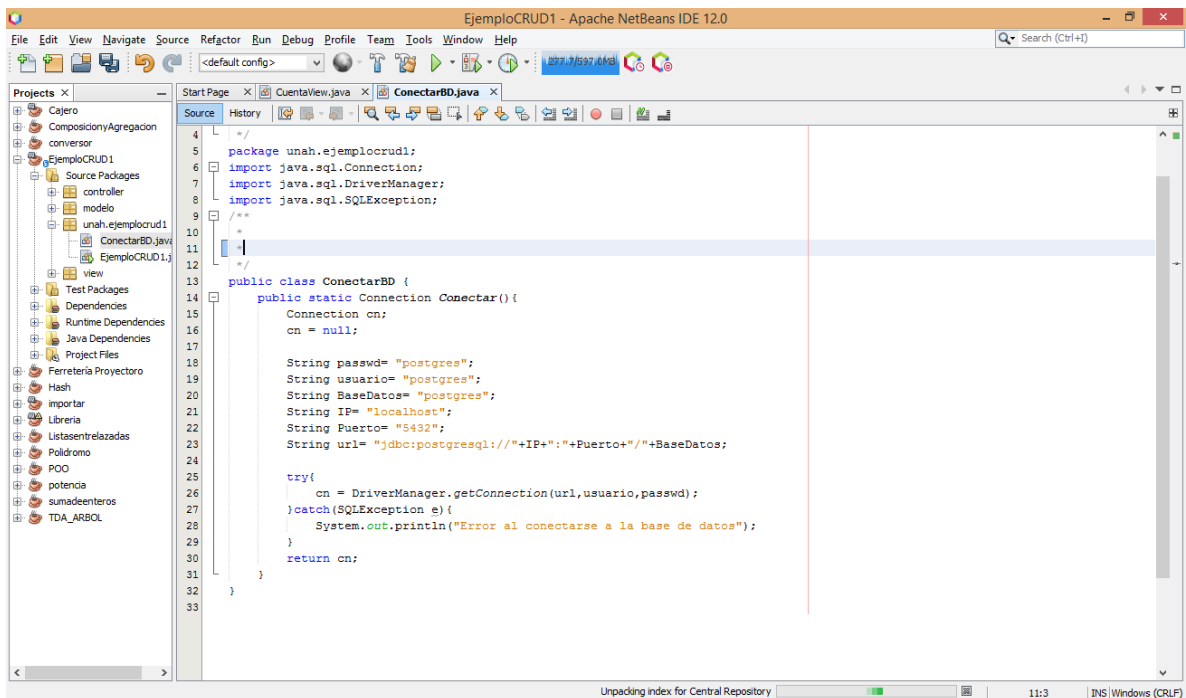 EjemploCRUD1 - Apache NetBeans IDE 12.0
File Edit View Navigate Source Refactor Run Debug Profile Team Tools Window Help
Search (Ctrl+I)
<default config>
277.7/597.0MB
Projects
Cajero
ComposicionyAgregacion
conversor
EjemploCRUD1
Source Packages
controller
modelo
unah.ejemplocrud1
ConectarBD.java
EjemploCRUD1.j
view
Test Packages
Dependencies
Runtime Dependencies
Java Dependencies
Project Files
Ferretería Proyectoro
Hash
importar
Libreria
Listasentrelazadas
Polidromo
POO
potencia
sumadeenteros
TDA_ARBOL
Start Page CuentaView.java ConectarBD.java
Source History
4 */
5 package unah.ejemplocrud1;
6 import java.sql.Connection;
7 import java.sql.DriverManager;
8 import java.sql.SQLException;
9 /**
10 *
11 *
12 */
13 public class ConectarBD {
14 public static Connection Conectar(){
15 Connection cn;
16 cn = null;
17
18 String passwd= "postgres";
19 String usuario= "postgres";
20 String BaseDatos= "postgres";
21 String IP= "localhost";
22 String Puerto= "5432";
23 String url= "jdbc:postgresql://"+IP+":"+Puerto+"/"+BaseDatos;
24
25 try{
26 cn = DriverManager.getConnection(url,usuario,passwd);
27 }catch(SQLException e){
28 System.out.println("Error al conectarse a la base de datos");
29 }
30 return cn;
31 }
32 }
33
Unpacking index for Central Repository
11:3 INS Windows (CRLF)